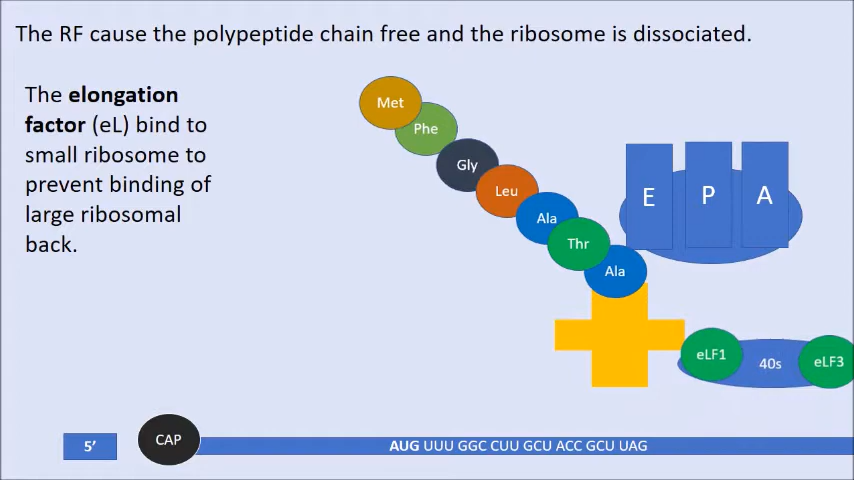 The RF cause the polypeptide chain free and the ribosome is dissociated.
The elongation
factor (eL) bind to
small ribosome to
prevent binding of
large ribosomal
back.
Met
Phe
Gly
Leu
Ala
Thr
Ala
E P A
eLF1 40s eLF3
5’ CAP AUG UUU GGC CUU GCU ACC GCU UAG